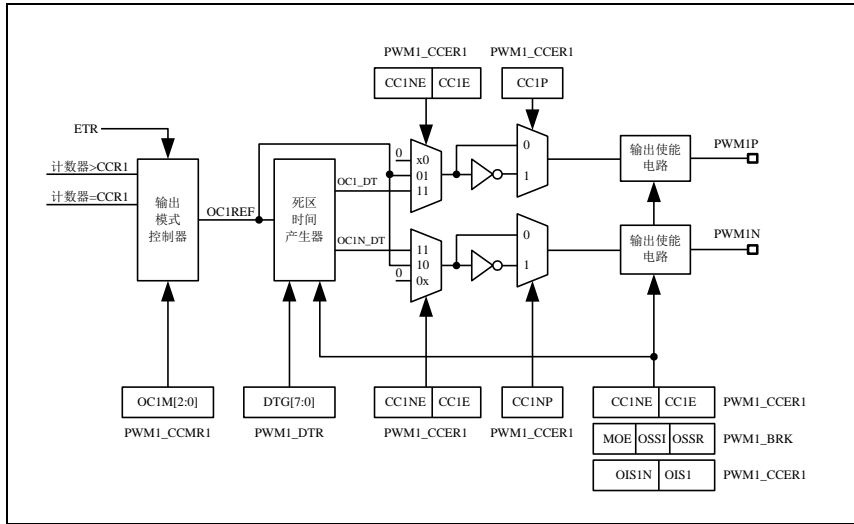 PWM1_CCER1
PWM1_CCER1
CC1NE
CC1E
CC1P
ETR
计数器>CCR1
计数器=CCR1
输出
模式
控制器
OC1REF
死区
时间
产生器
OC1_DT
OC1N_DT
0
x0
01
11
0
1
输出使能
电路
PWM1P
11
10
0x
0
0
1
输出使能
电路
PWM1N
OC1M[2:0]
PWM1_CCMR1
DTG[7:0]
PWM1_DTR
CC1NE
CC1E
PWM1_CCER1
CC1NP
PWM1_CCER1
CC1NE
CC1E
PWM1_CCER1
MOE
OSSI
OSSR
PWM1_BRK
OIS1N
OIS1
PWM1_CCER1